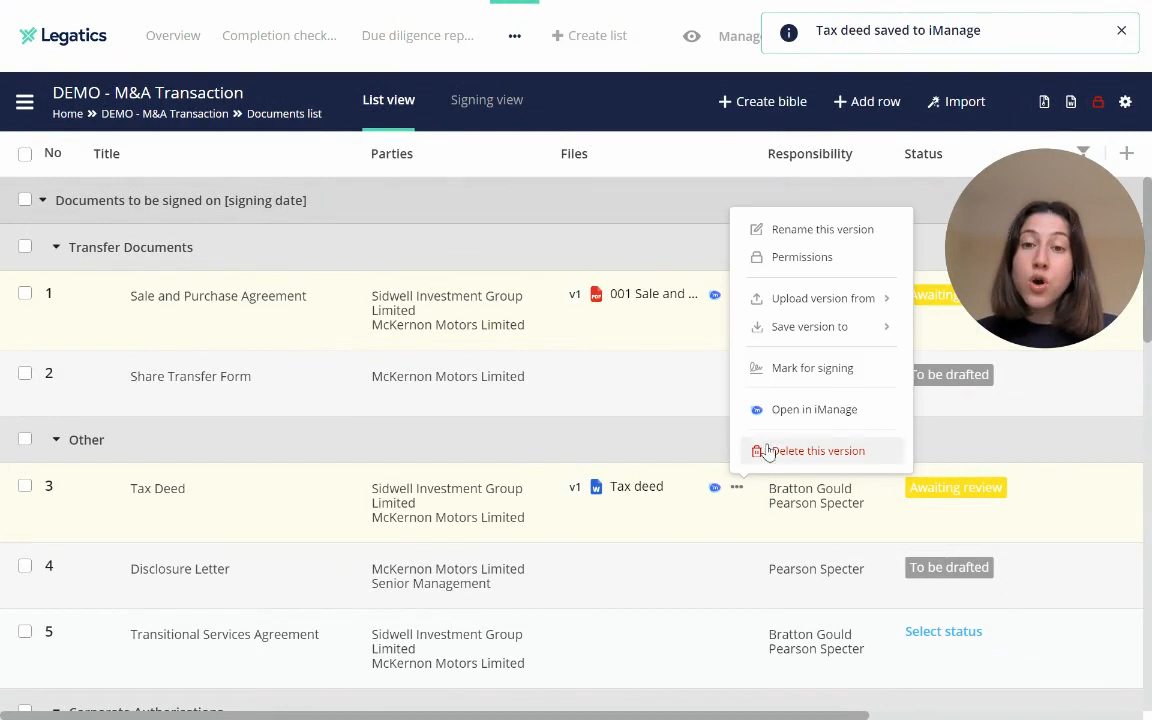 Legatics
Overview
Completion check...
Due diligence rep...
...
Create list
Manag
Tax deed saved to iManage
DEMO - M&A Transaction
Home » DEMO - M&A Transaction » Documents list
List view
Signing view
Create bible
Add row
Import
No
Title
Parties
Files
Responsibility
Status
Documents to be signed on [signing date]
Transfer Documents
1
Sale and Purchase Agreement
Sidwell Investment Group
Limited
McKernon Motors Limited
v1
PDF
001 Sale and ...
Awaiting
2
Share Transfer Form
McKernon Motors Limited
To be drafted
Other
3
Tax Deed
Sidwell Investment Group
Limited
McKernon Motors Limited
v1
W
Tax deed
Bratton Gould
Pearson Specter
Awaiting review
4
Disclosure Letter
McKernon Motors Limited
Senior Management
Pearson Specter
To be drafted
5
Transitional Services Agreement
Sidwell Investment Group
Limited
McKernon Motors Limited
Bratton Gould
Pearson Specter
Select status
Rename this version
Permissions
Upload version from
Save version to
Mark for signing
Open in iManage
Delete this version
Corporate Authorisations